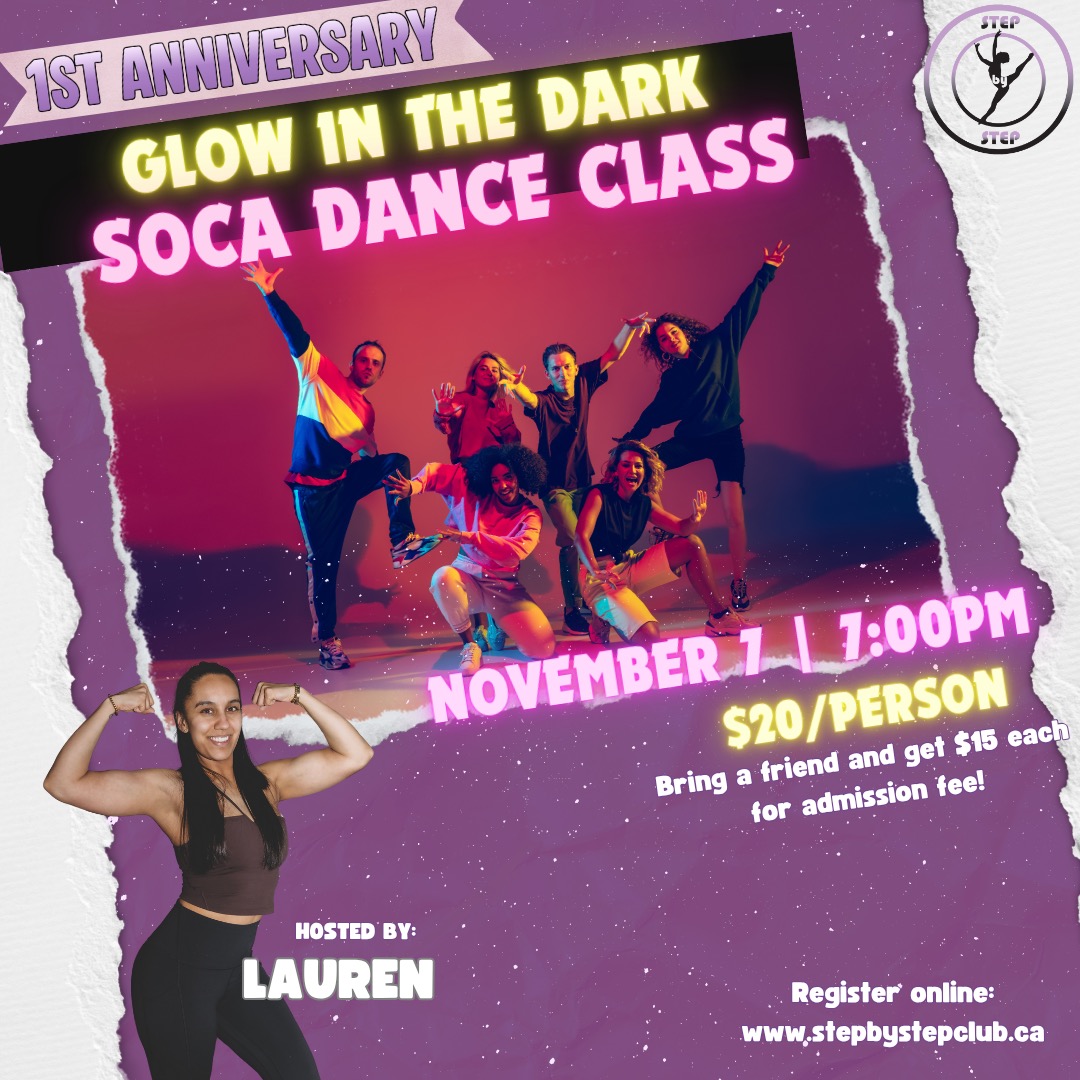 1ST ANNIVERSARY
STEP
by
STEP
GLOW IN THE DARK
SOCA DANCE CLASS
NOVEMBER 7 | 7:00PM
$20/PERSON
Bring a friend and get $15 each
for admission fee!
HOSTED BY:
LAUREN
Register online:
www.stepbystepclub.ca